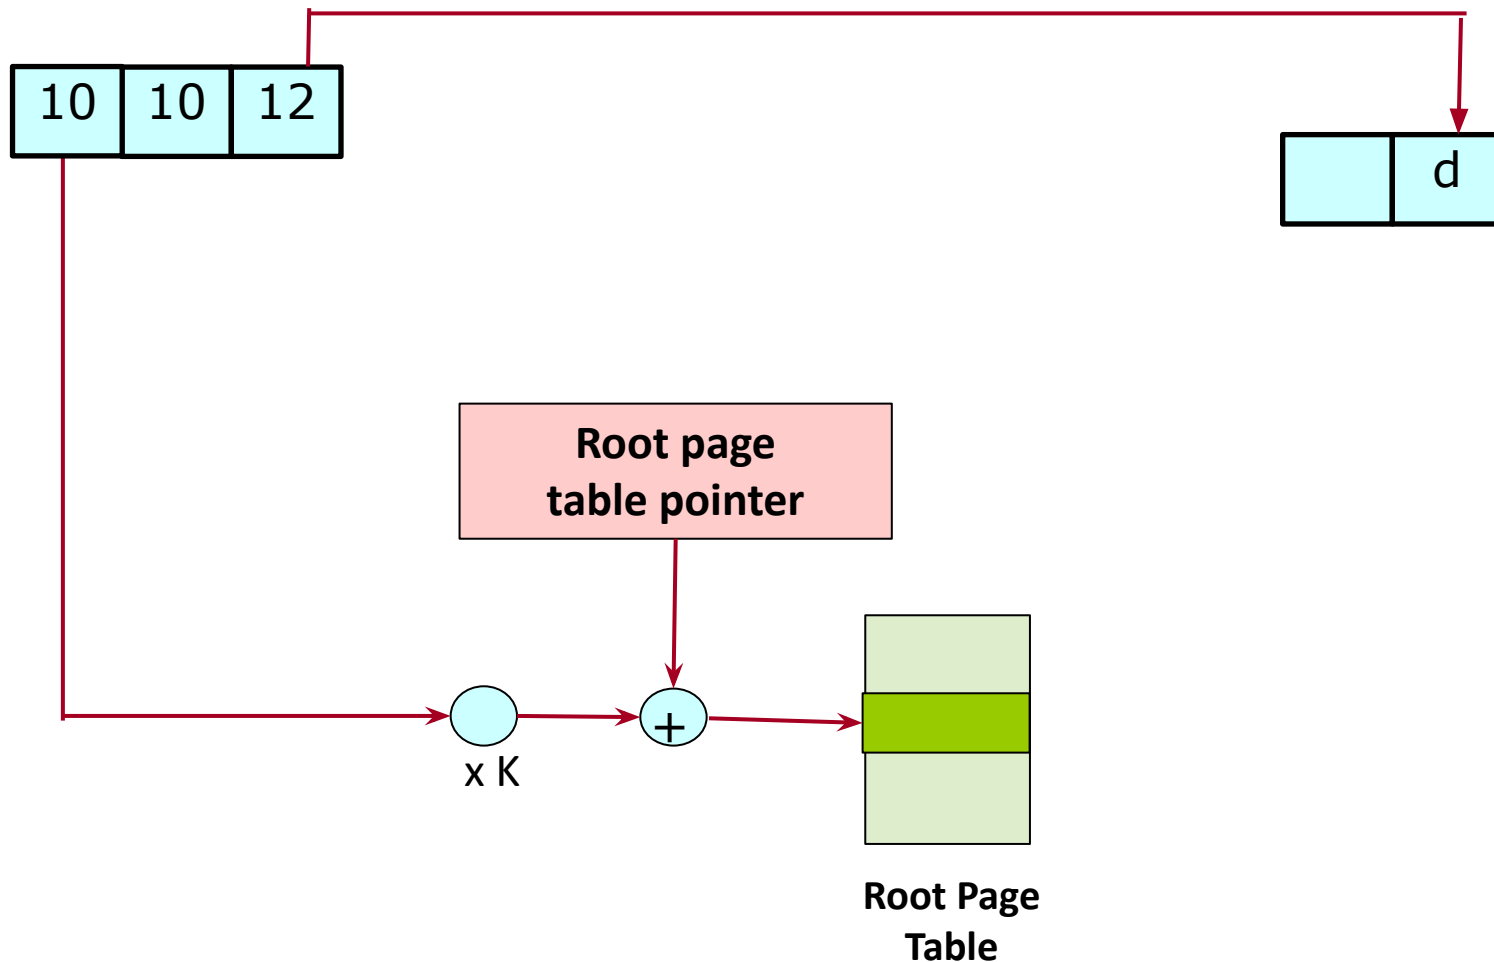 10 10 12
d
Root page
table pointer
+
x K
Root Page
Table